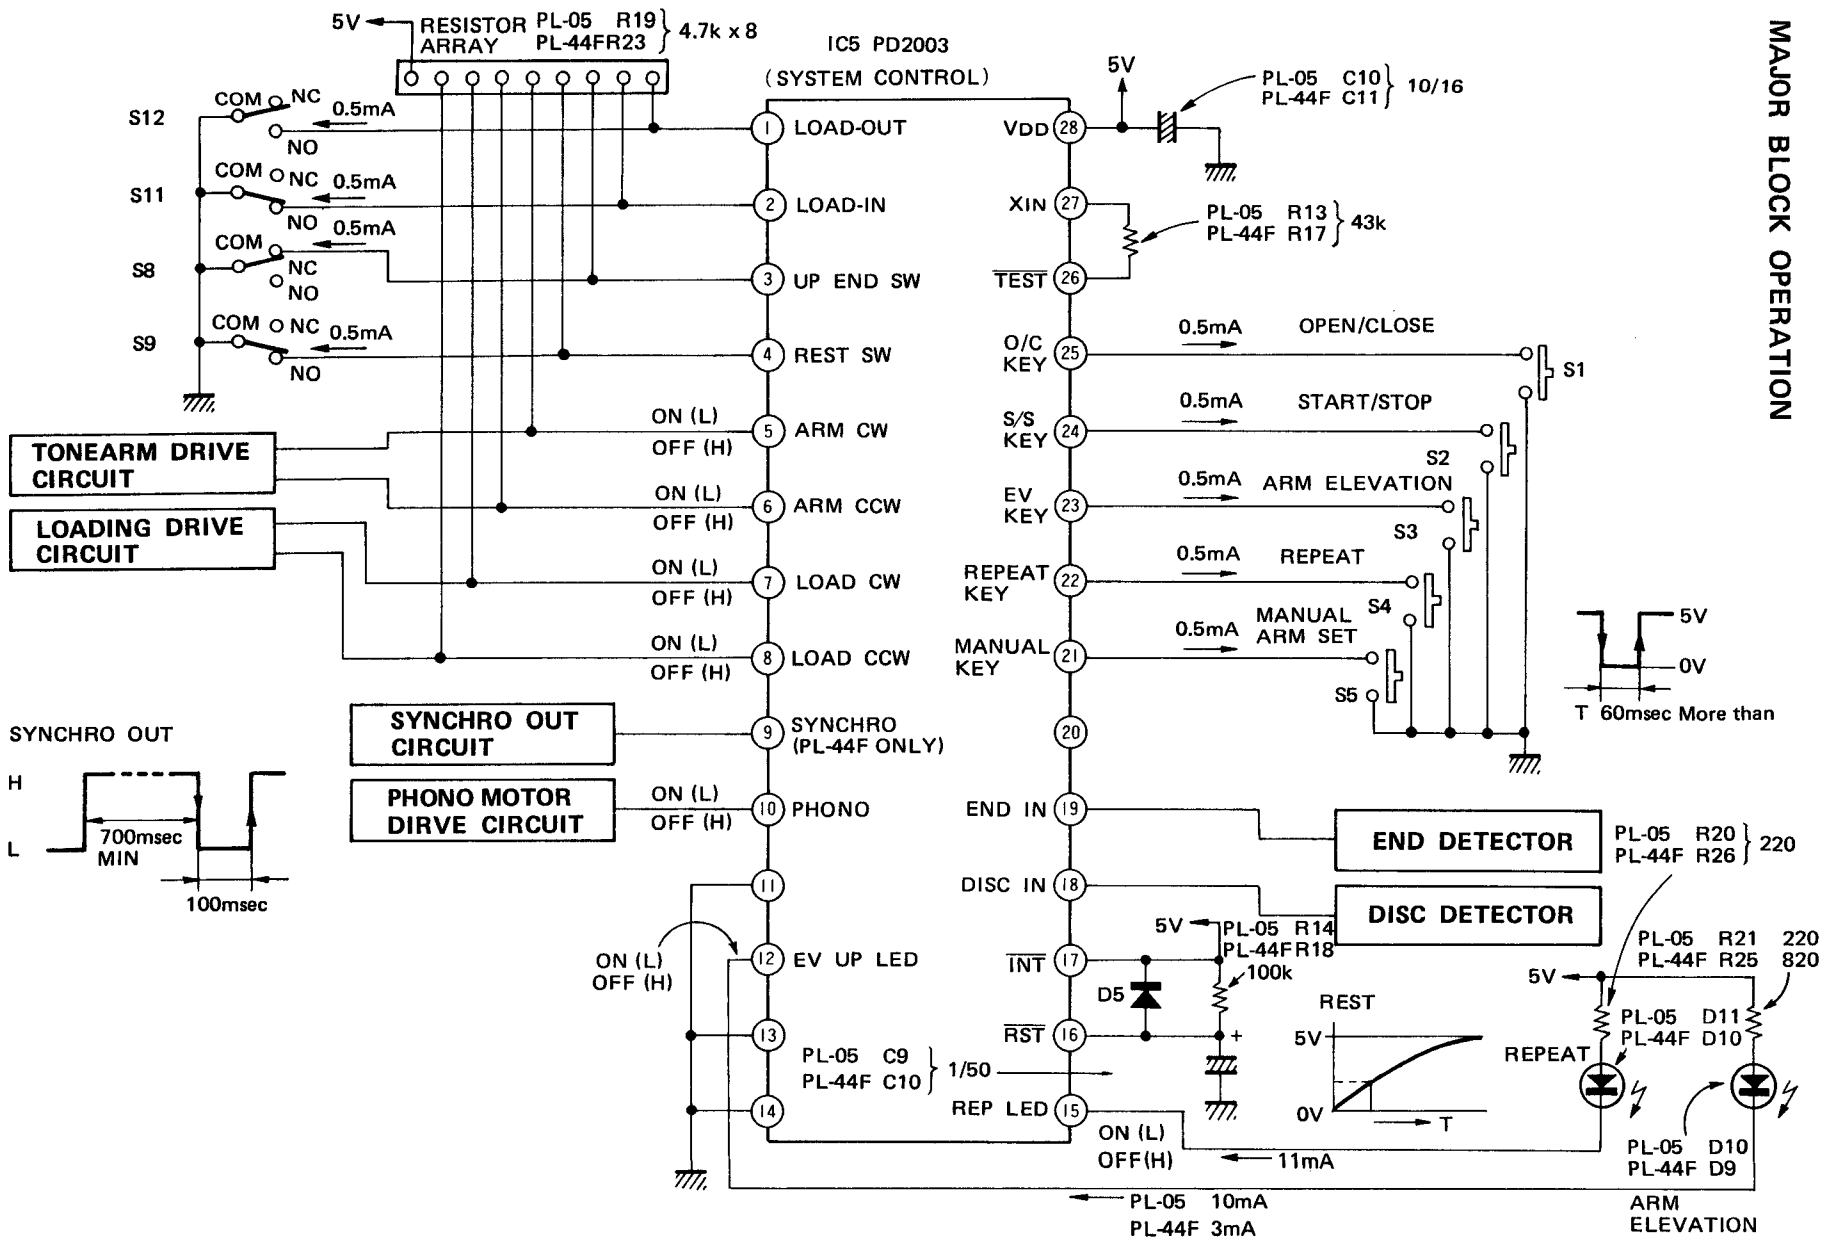 MAJOR BLOCK OPERATION
5V
RESISTOR ARRAY
PL-05 R19
PL-44F R23
4.7k x 8
IC5 PD2003
(SYSTEM CONTROL)
S12
COM
NC
0.5mA
NO
S11
COM
NC
0.5mA
NO
S8
COM
0.5mA
NC
NO
S9
COM
NC
0.5mA
NO
1 LOAD-OUT
2 LOAD-IN
3 UP END SW
4 REST SW
TONEARM DRIVE
CIRCUIT
ON (L)
OFF (H)
5 ARM CW
ON (L)
OFF (H)
6 ARM CCW
LOADING DRIVE
CIRCUIT
ON (L)
OFF (H)
7 LOAD CW
ON (L)
OFF (H)
8 LOAD CCW
SYNCHRO OUT
CIRCUIT
9 SYNCHRO
(PL-44F ONLY)
PHONO MOTOR
DIRVE CIRCUIT
ON (L)
OFF (H)
10 PHONO
11
ON (L)
OFF (H)
12 EV UP LED
13
14
PL-05 C9
PL-44F C10
1/50
SYNCHRO OUT
H
L
700msec
MIN
100msec
VDD 28
5V
PL-05 C10
PL-44F C11
10/16
XIN 27
PL-05 R13
PL-44F R17
43k
TEST 26
O/C
KEY 25
0.5mA OPEN/CLOSE
S1
S/S
KEY 24
0.5mA START/STOP
S2
EV
KEY 23
0.5mA ARM ELEVATION
S3
REPEAT
KEY 22
0.5mA REPEAT
S4
MANUAL
KEY 21
0.5mA MANUAL
ARM SET
S5
5V
0V
T 60msec More than
20
END IN 19
END DETECTOR
DISC IN 18
DISC DETECTOR
INT 17
5V
PL-05 R14
PL-44F R18
100k
D5
RST 16
+
REP LED 15
ON (L)
OFF (H)
11mA
REST
5V
0V
T
PL-05 R20
PL-44F R26
220
PL-05 R21 220
PL-44F R25 820
5V
PL-05 D11
PL-44F D10
REPEAT
PL-05 D10
PL-44F D9
ARM
ELEVATION
PL-05 10mA
PL-44F 3mA